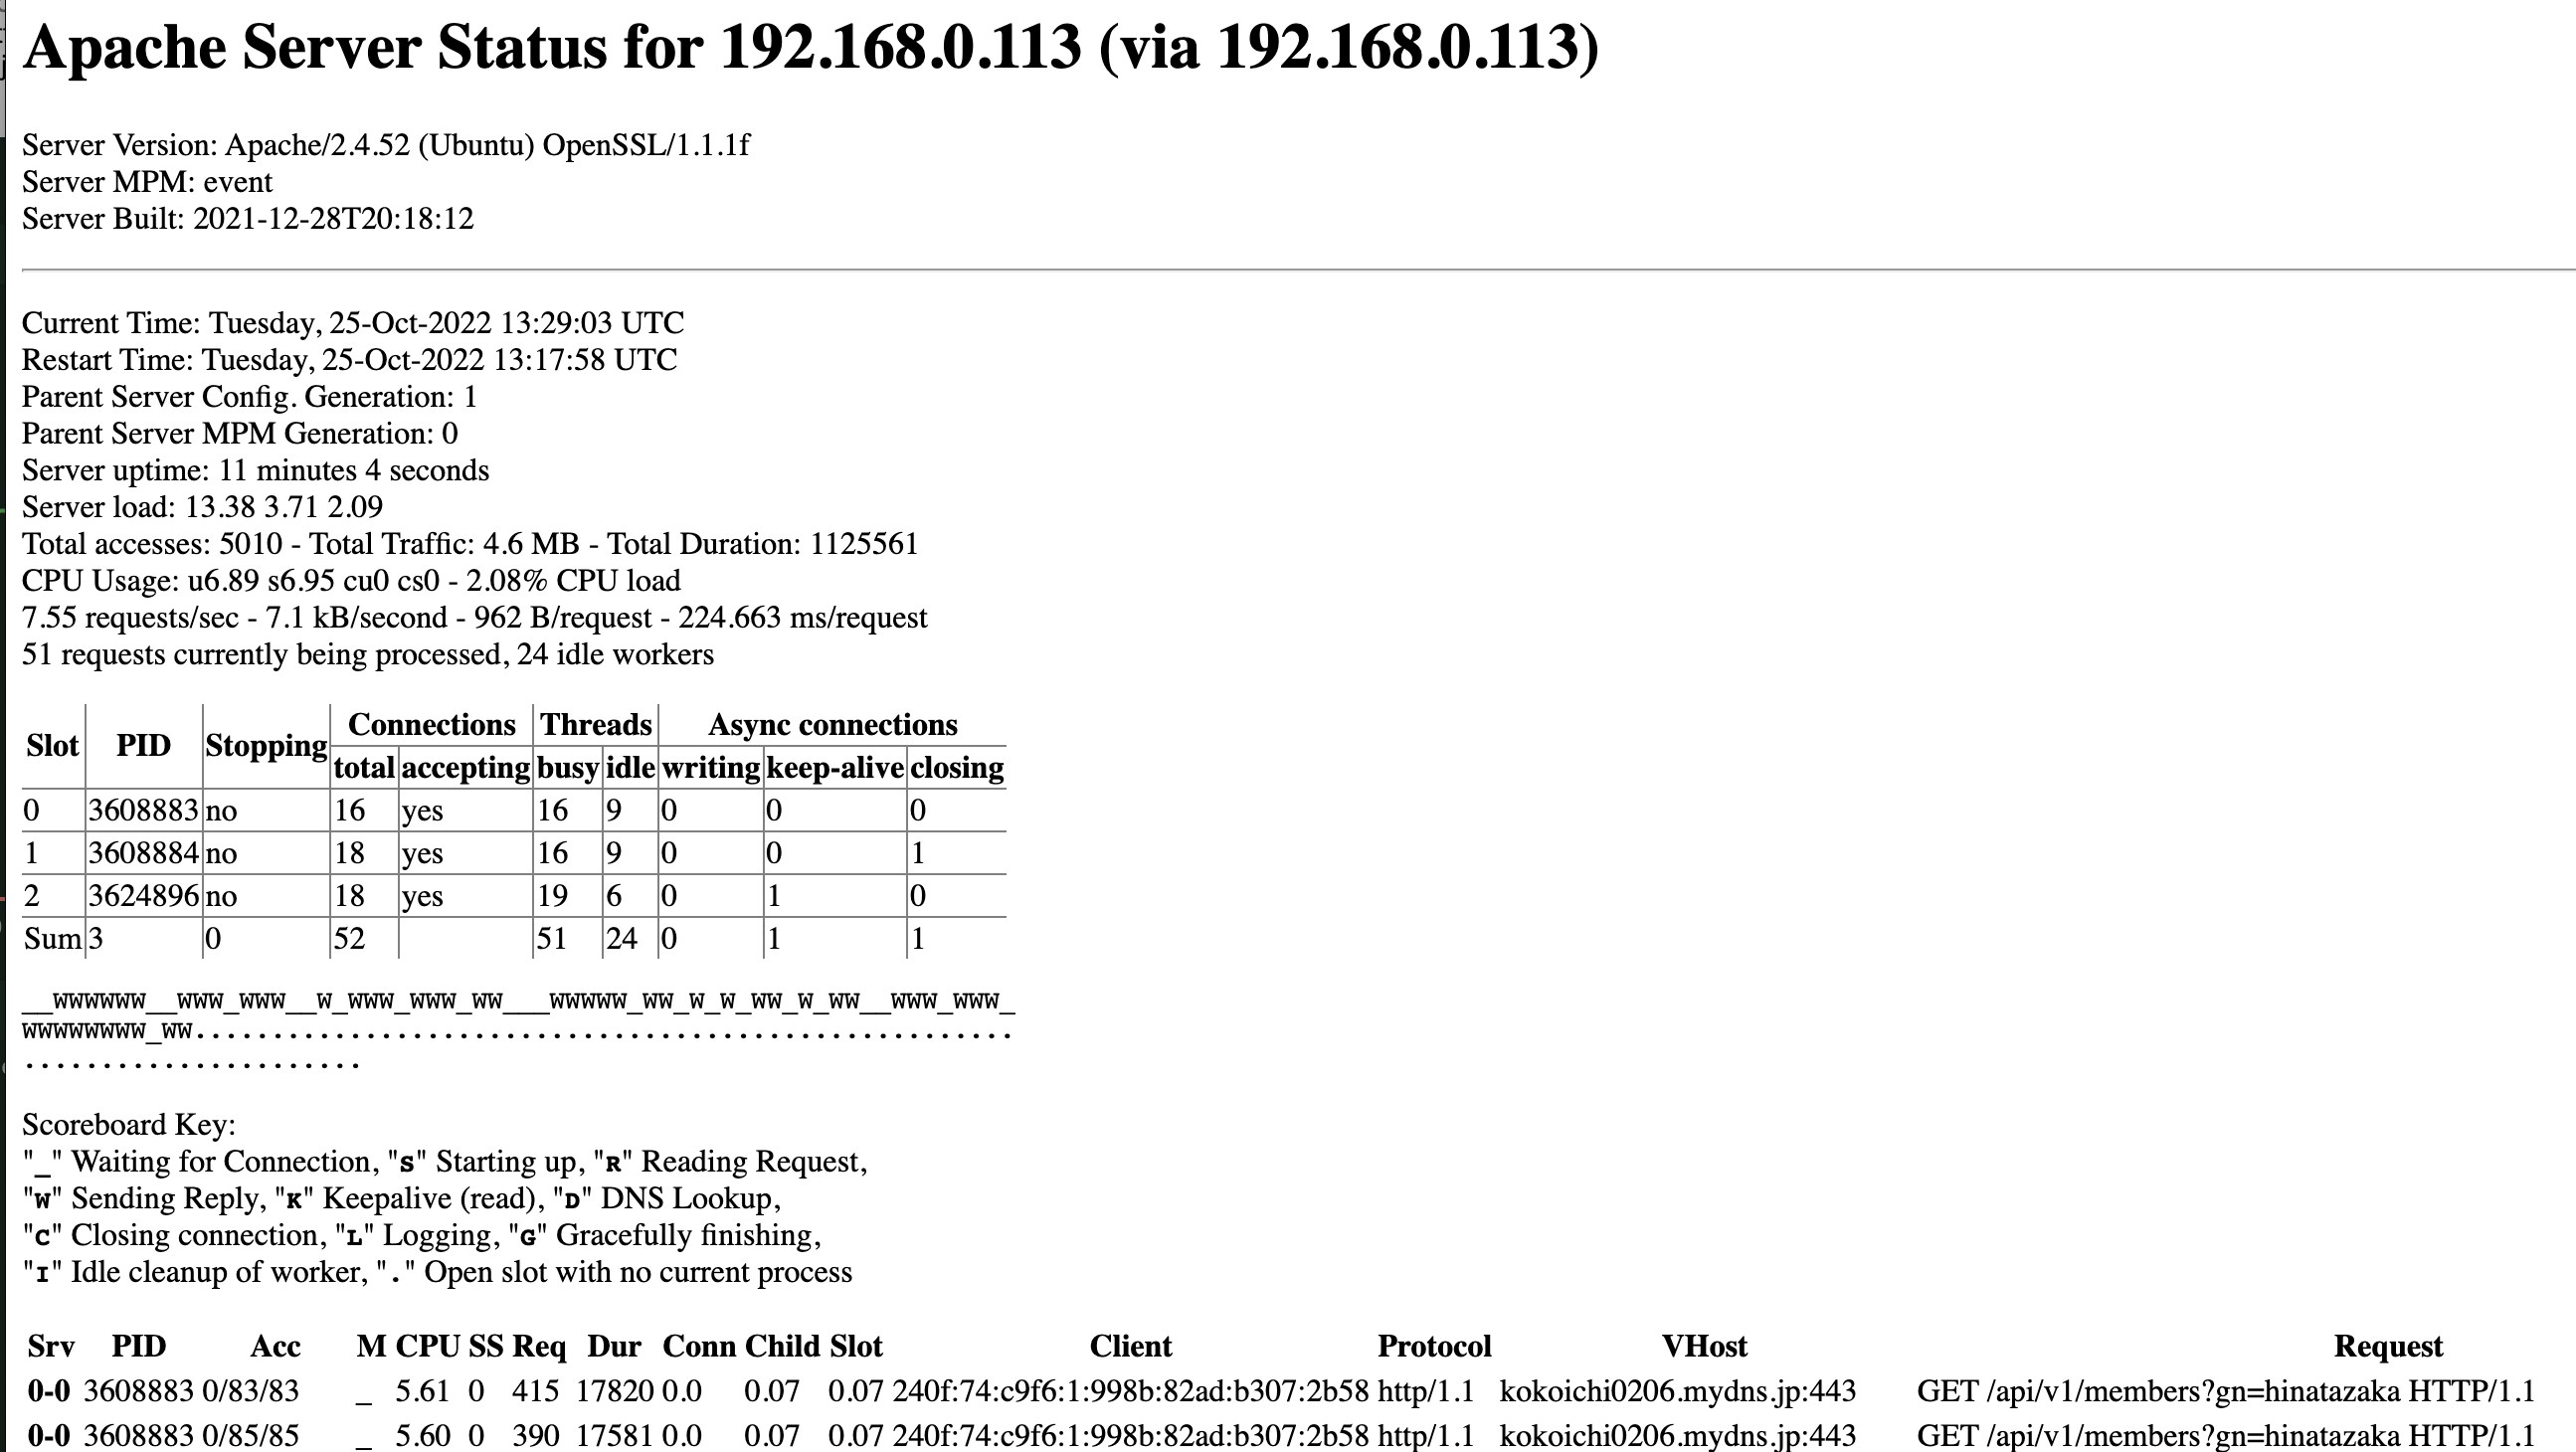 Apache Server Status for 192.168.0.113 (via 192.168.0.113)
Server Version: Apache/2.4.52 (Ubuntu) OpenSSL/1.1.1f
Server MPM: event
Server Built: 2021-12-28T20:18:12
Current Time: Tuesday, 25-Oct-2022 13:29:03 UTC
Restart Time: Tuesday, 25-Oct-2022 13:17:58 UTC
Parent Server Config. Generation: 1
Parent Server MPM Generation: 0
Server uptime: 11 minutes 4 seconds
Server load: 13.38 3.71 2.09
Total accesses: 5010 - Total Traffic: 4.6 MB - Total Duration: 1125561
CPU Usage: u6.89 s6.95 cu0 cs0 - 2.08% CPU load
7.55 requests/sec - 7.1 kB/second - 962 B/request - 224.663 ms/request
51 requests currently being processed, 24 idle workers
Slot PID Stopping Connections Threads Async connections
total accepting busy idle writing keep-alive closing
0 3608883 no 16 yes 16 9 0 0 0
1 3608884 no 18 yes 16 9 0 0 1
2 3624896 no 18 yes 19 6 0 1 0
Sum 3 0 52 51 24 0 1 1
__WWWWWW__WWW_WWW__W_WWW_WWW_WW___WWWWW_WW_W_W_WW_W_WW__WWW_WWW_
WWWWWWWW_WW.....................................................
......................
Scoreboard Key:
"_" Waiting for Connection, "S" Starting up, "R" Reading Request,
"W" Sending Reply, "K" Keepalive (read), "D" DNS Lookup,
"C" Closing connection, "L" Logging, "G" Gracefully finishing,
"I" Idle cleanup of worker, "." Open slot with no current process
Srv PID Acc M CPU SS Req Dur Conn Child Slot Client Protocol VHost Request
0-0 3608883 0/83/83 _ 5.61 0 415 17820 0.0 0.07 0.07 240f:74:c9f6:1:998b:82ad:b307:2b58 http/1.1 kokoichi0206.mydns.jp:443 GET /api/v1/members?gn=hinatazaka HTTP/1.1
0-0 3608883 0/85/85 _ 5.60 0 390 17581 0.0 0.07 0.07 240f:74:c9f6:1:998b:82ad:b307:2b58 http/1.1 kokoichi0206.mydns.jp:443 GET /api/v1/members?gn=hinatazaka HTTP/1.1